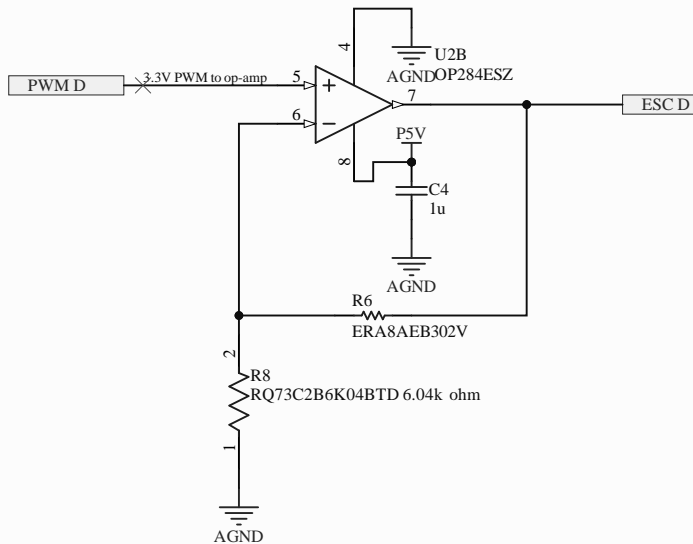 4
U2B
AGND
OP284ESZ
3.3V PWM to op-amp
PWM D
5
7
ESC D
6
P5V
8
C4
1u
AGND
R6
ERA8AEB302V
2
R8
RQ73C2B6K04BTD 6.04k ohm
1
AGND